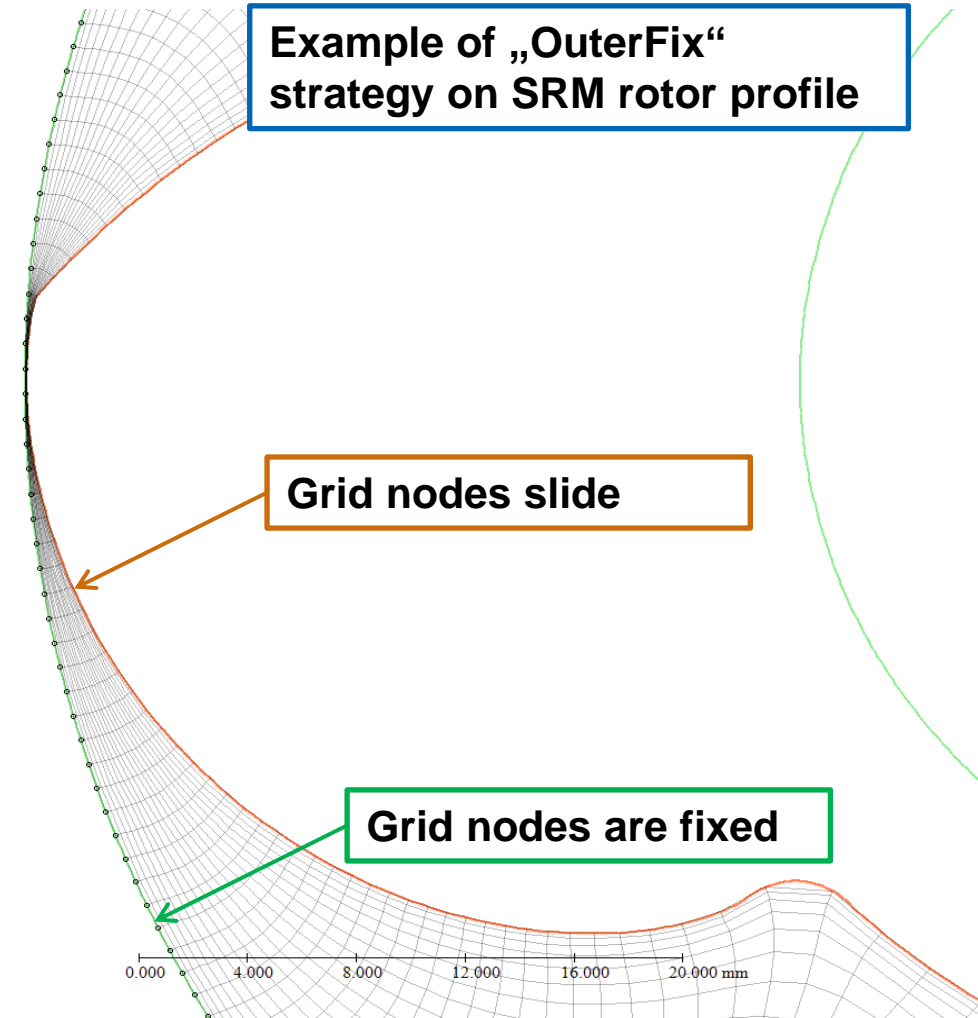 Example of „OuterFix“
strategy on SRM rotor profile
Grid nodes slide
Grid nodes are fixed
0.000 4.000 8.000 12.000 16.000 20.000 mm